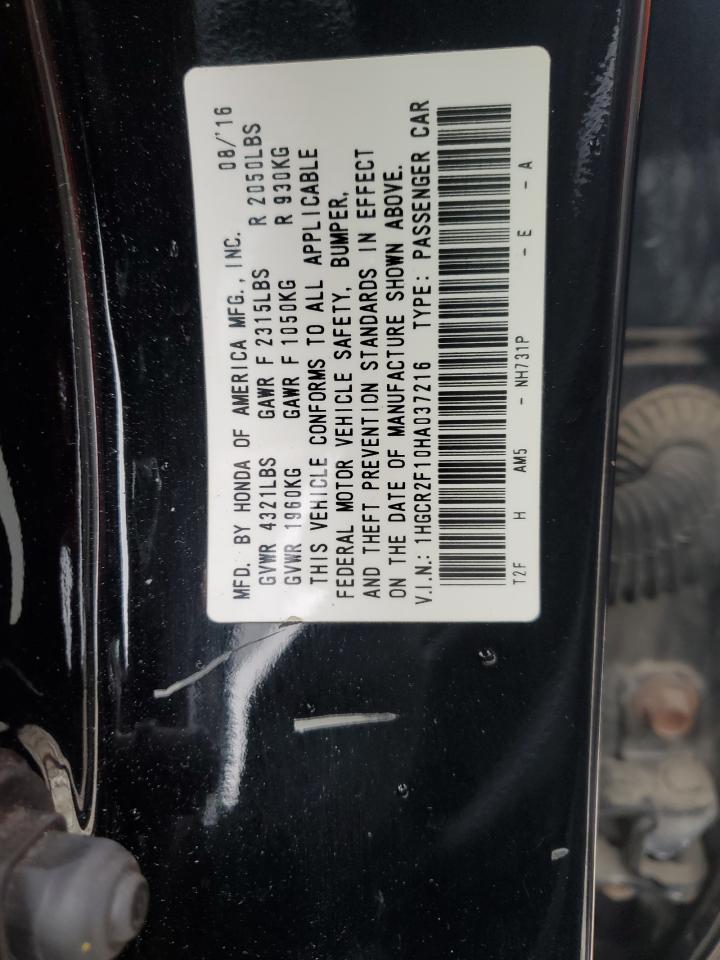 MFD. BY HONDA OF AMERICA MFG., INC. 08/'16
GVWR 4321LBS GAWR F 2315LBS R 2050LBS
GVWR 1960KG GAWR F 1050KG R 930KG
THIS VEHICLE CONFORMS TO ALL APPLICABLE
FEDERAL MOTOR VEHICLE SAFETY, BUMPER,
AND THEFT PREVENTION STANDARDS IN EFFECT
ON THE DATE OF MANUFACTURE SHOWN ABOVE.
V.I.N.: 1HGCR2F10HA037216 TYPE: PASSENGER CAR
T2F H AM5 - NH731P - E - A